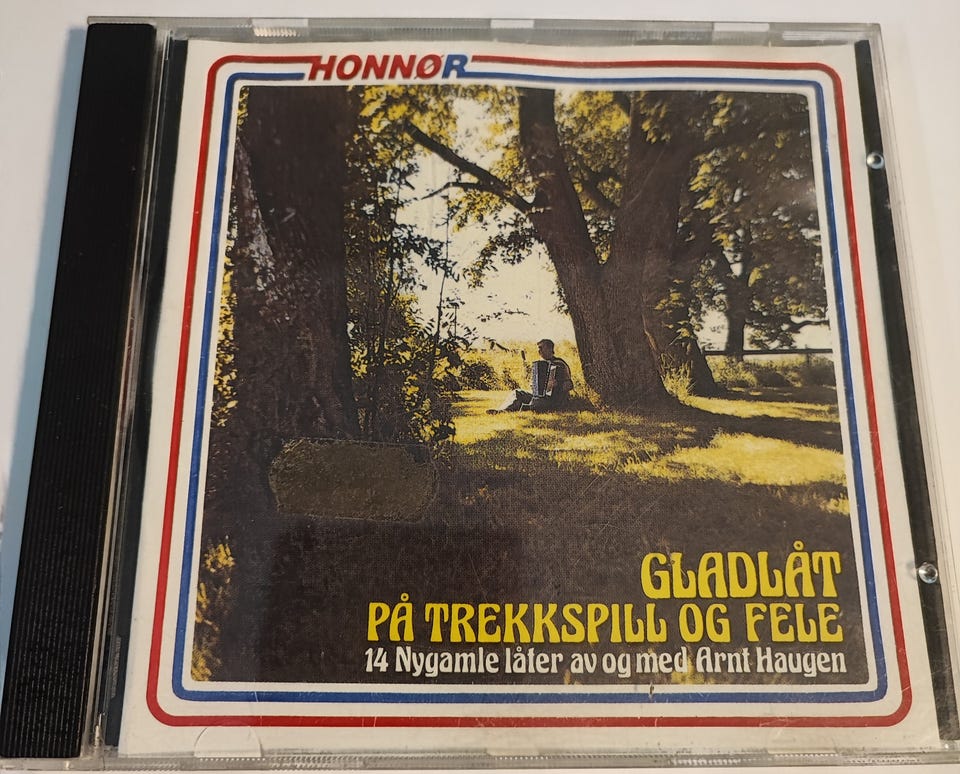 HONNØR
GLADLÅT
PÅ TREKKSPILL OG FELE
14 Nygamle låter av og med Arnt Haugen